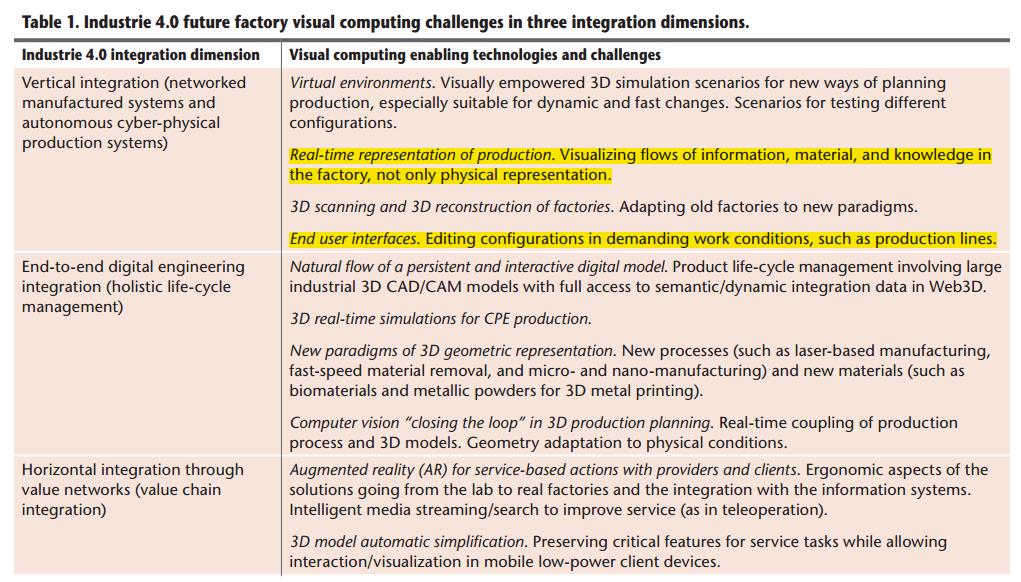 Table 1. Industrie 4.0 future factory visual computing challenges in three integration dimensions.
Industrie 4.0 integration dimension
Visual computing enabling technologies and challenges
Vertical integration (networked
manufactured systems and
autonomous cyber-physical
production systems)
Virtual environments. Visually empowered 3D simulation scenarios for new ways of planning
production, especially suitable for dynamic and fast changes. Scenarios for testing different
configurations.
Real-time representation of production. Visualizing flows of information, material, and knowledge in
the factory, not only physical representation.
3D scanning and 3D reconstruction of factories. Adapting old factories to new paradigms.
End user interfaces. Editing configurations in demanding work conditions, such as production lines.
End-to-end digital engineering
integration (holistic life-cycle
management)
Natural flow of a persistent and interactive digital model. Product life-cycle management involving large
industrial 3D CAD/CAM models with full access to semantic/dynamic integration data in Web3D.
3D real-time simulations for CPE production.
New paradigms of 3D geometric representation. New processes (such as laser-based manufacturing,
fast-speed material removal, and micro- and nano-manufacturing) and new materials (such as
biomaterials and metallic powders for 3D metal printing).
Computer vision “closing the loop” in 3D production planning. Real-time coupling of production
process and 3D models. Geometry adaptation to physical conditions.
Horizontal integration through
value networks (value chain
integration)
Augmented reality (AR) for service-based actions with providers and clients. Ergonomic aspects of the
solutions going from the lab to real factories and the integration with the information systems.
Intelligent media streaming/search to improve service (as in teleoperation).
3D model automatic simplification. Preserving critical features for service tasks while allowing
interaction/visualization in mobile low-power client devices.